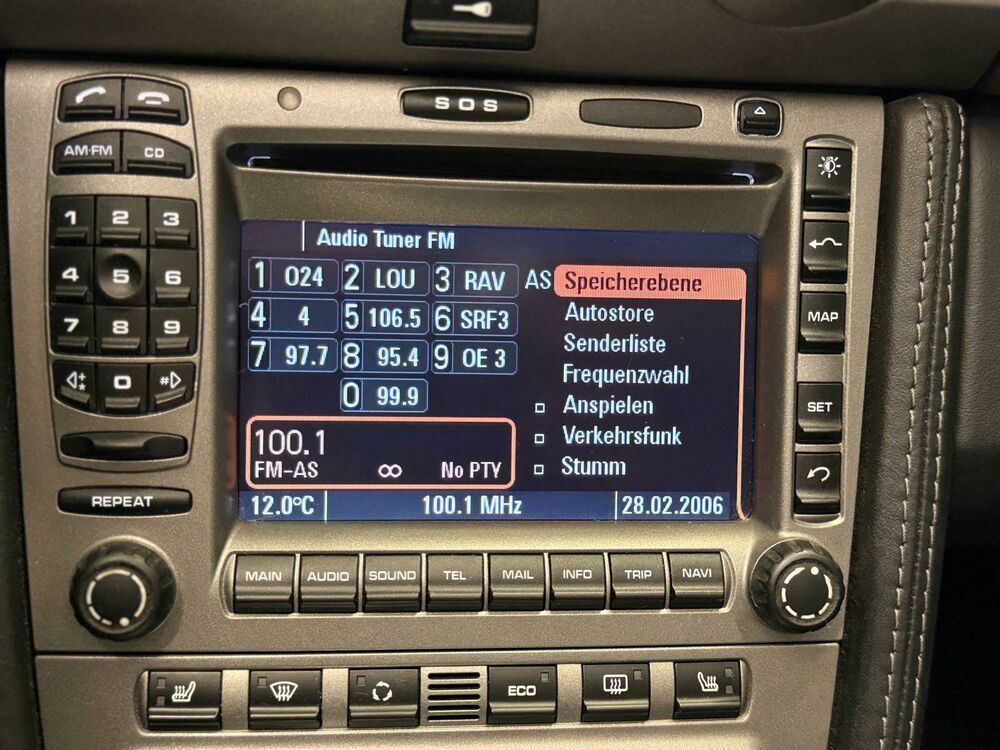 SOS
AM·FM CD
1 2 3
4 5 6
7 8 9
0 #
REPEAT
Audio Tuner FM
1 024 2 LOU 3 RAV AS
4 4 5 106.5 6 SRF3
7 97.7 8 95.4 9 OE 3
0 99.9
100.1
FM-AS ∞ No PTY
Speicherebene
Autostore
Senderliste
Frequenzwahl
Anspielen
Verkehrsfunk
Stumm
12.0°C 100.1 MHz 28.02.2006
MAP
SET
MAIN AUDIO SOUND TEL MAIL INFO TRIP NAVI
ECO